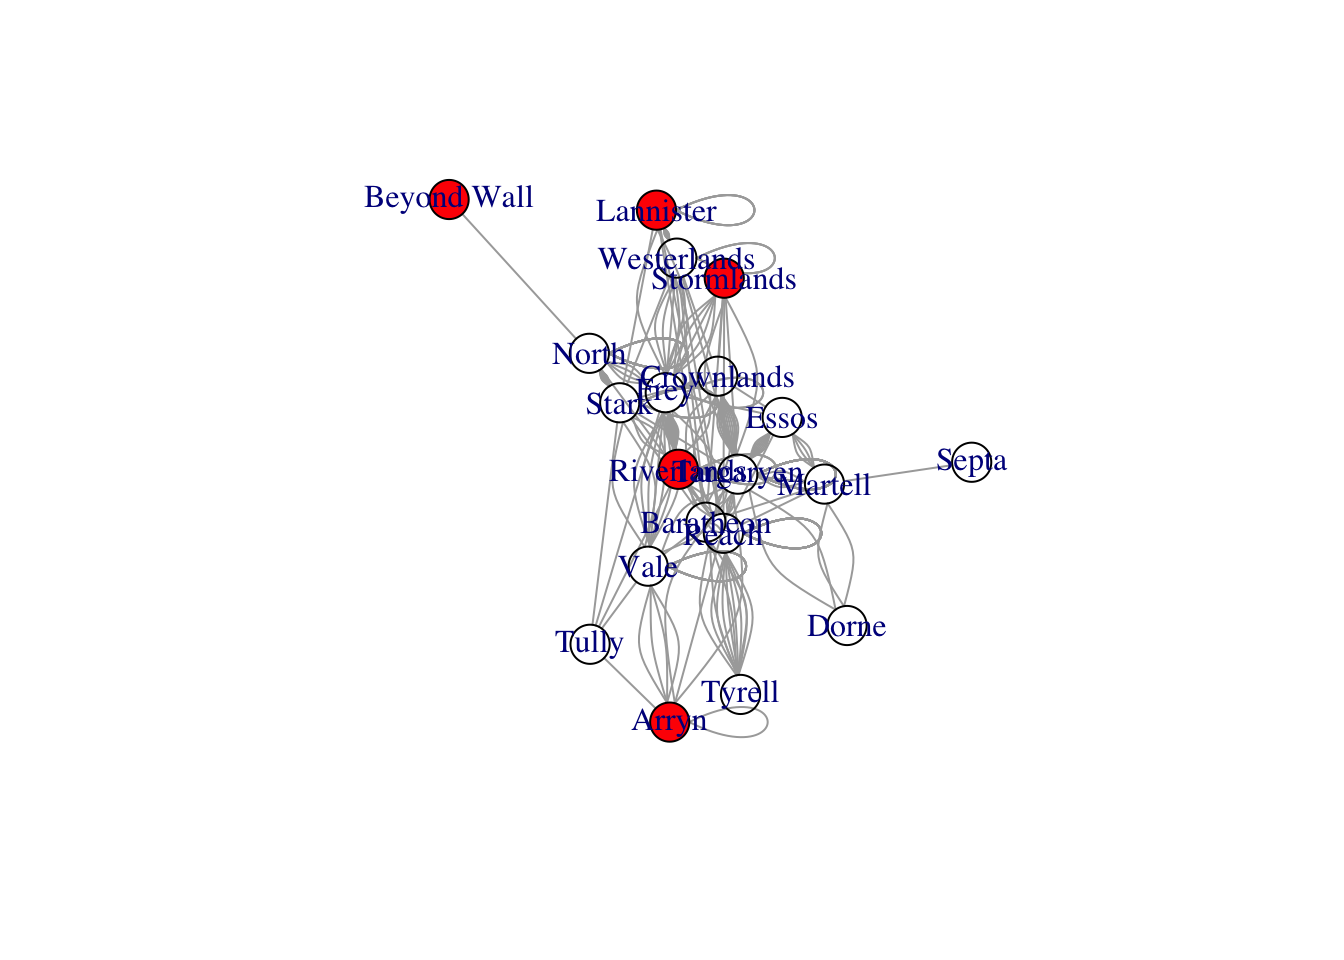 Beyond Wall
Lannister
Westerlands
Stormlands
North
Crownlands
Frey
Stark
Essos
Septa
Riverlands
Targaryen
Martell
Baratheon
Reach
Vale
Dorne
Tully
Tyrell
Arryn